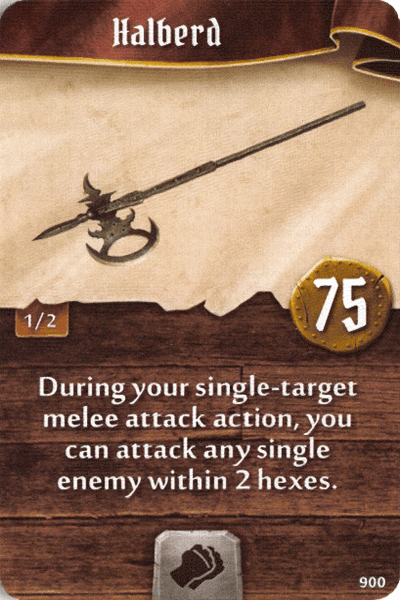 Halberd
1/2
75
During your single-target
melee attack action, you
can attack any single
enemy within 2 hexes.
900